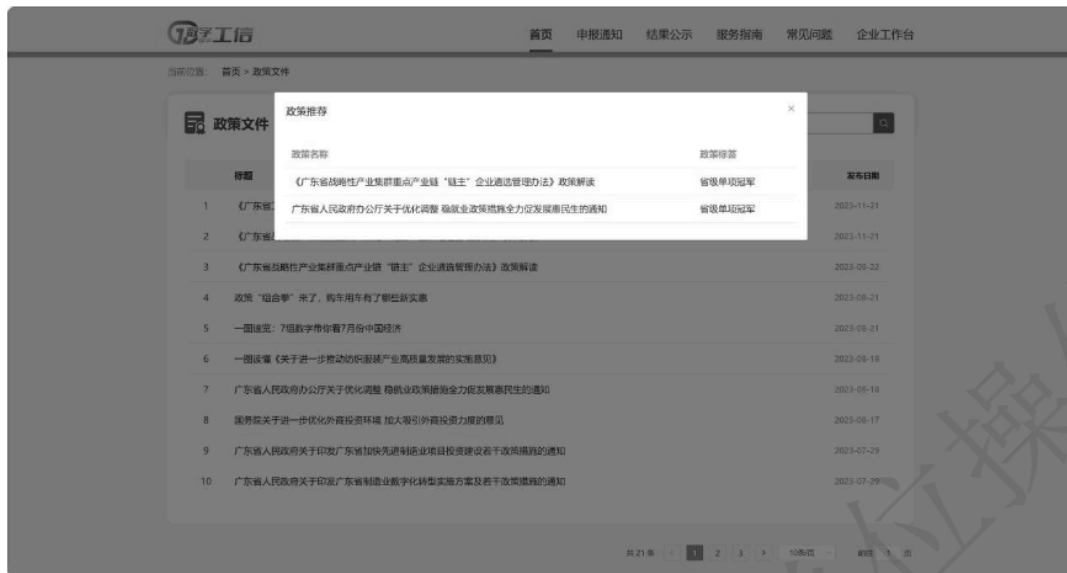 数字工信
首页 申报通知 结果公示 服务指南 常见问题 企业工作台
当前位置： 首页 > 政策文件
政策文件
政策推荐 ×
政策名称 政策标签
《广东省战略性产业集群重点产业链“链主”企业遴选管理办法》政策解读 省级单项冠军
广东省人民政府办公厅关于优化调整 稳就业政策措施全力促发展惠民生的通知 省级单项冠军
标题 发布日期
1 《广东省 2023-11-21
2 《广东省 2023-11-21
3 《广东省战略性产业集群重点产业链“链主”企业遴选管理办法》政策解读 2023-09-22
4 政策“组合拳”来了，购车用车有了哪些新实惠 2023-08-21
5 一图速览：7组数字带你看7月份中国经济 2023-08-21
6 一图读懂《关于进一步推动纺织服装产业高质量发展的实施意见》 2023-08-18
7 广东省人民政府办公厅关于优化调整 稳就业政策措施全力促发展惠民生的通知 2023-08-18
8 国务院关于进一步优化外商投资环境 加大吸引外商投资力度的意见 2023-08-17
9 广东省人民政府关于印发广东省加快先进制造业项目投资建设若干政策措施的通知 2023-07-29
10 广东省人民政府关于印发广东省制造业数字化转型实施方案及若干政策措施的通知 2023-07-29
共 21 条 < 1 2 3 > 10条/页 前往 1 页
位操